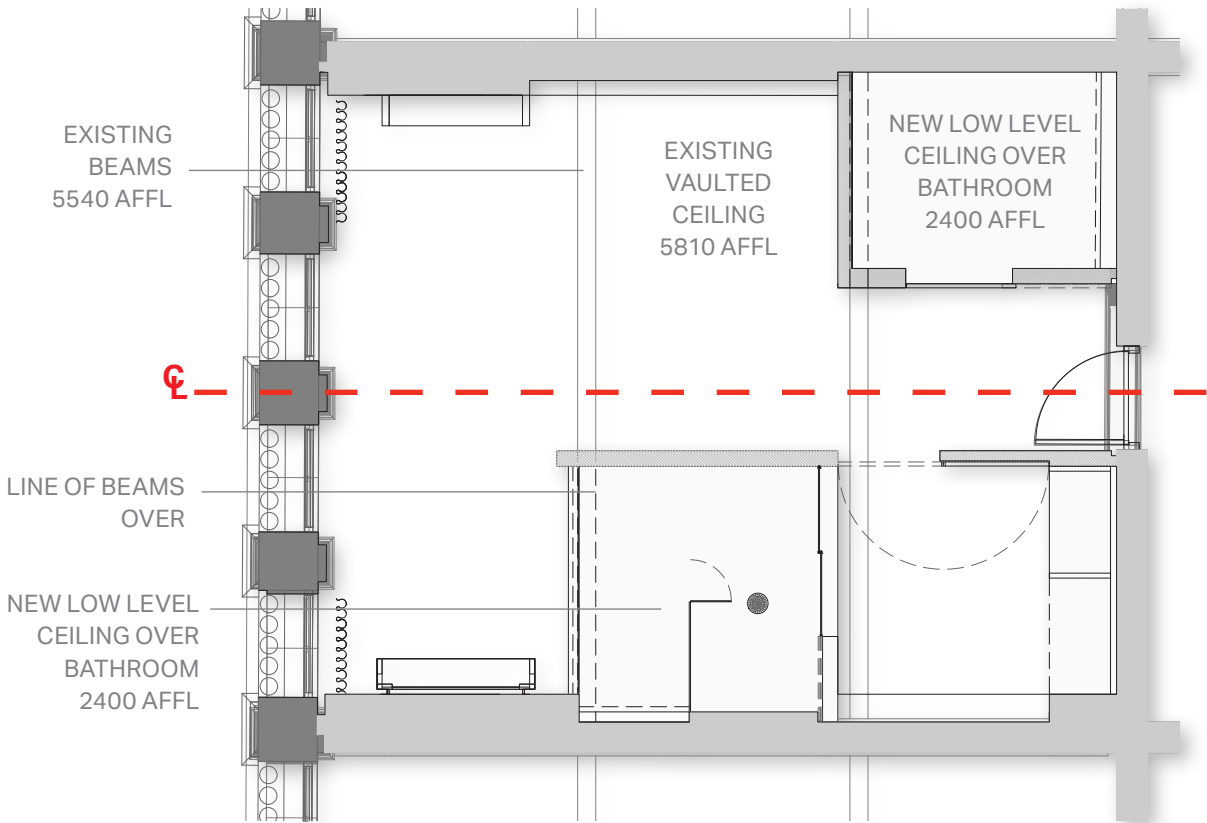 EXISTING
BEAMS
5540 AFFL
EXISTING
VAULTED
CEILING
5810 AFFL
NEW LOW LEVEL
CEILING OVER
BATHROOM
2400 AFFL
℄
LINE OF BEAMS
OVER
NEW LOW LEVEL
CEILING OVER
BATHROOM
2400 AFFL